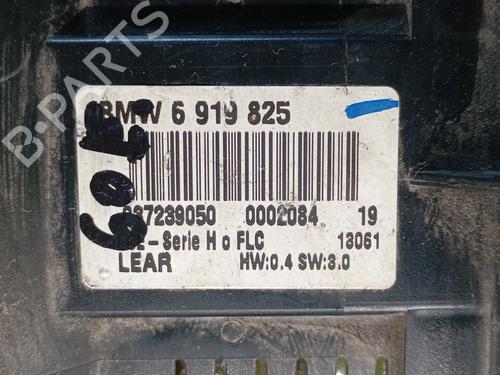 BMW 6 919 825
0002084 19
- Serie H o FLC 13061
LEAR HW:0.4 SW:3.0
B-PARTS